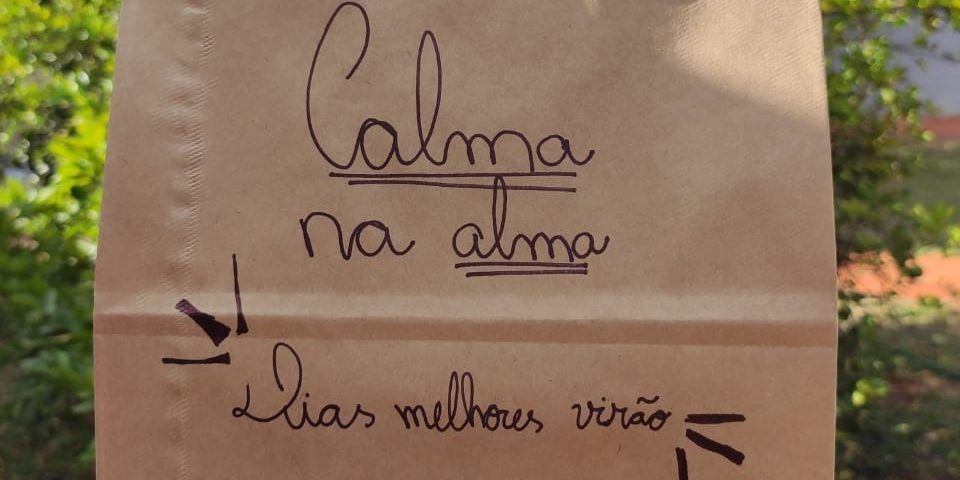 Calma
na alma
Dias melhores virão